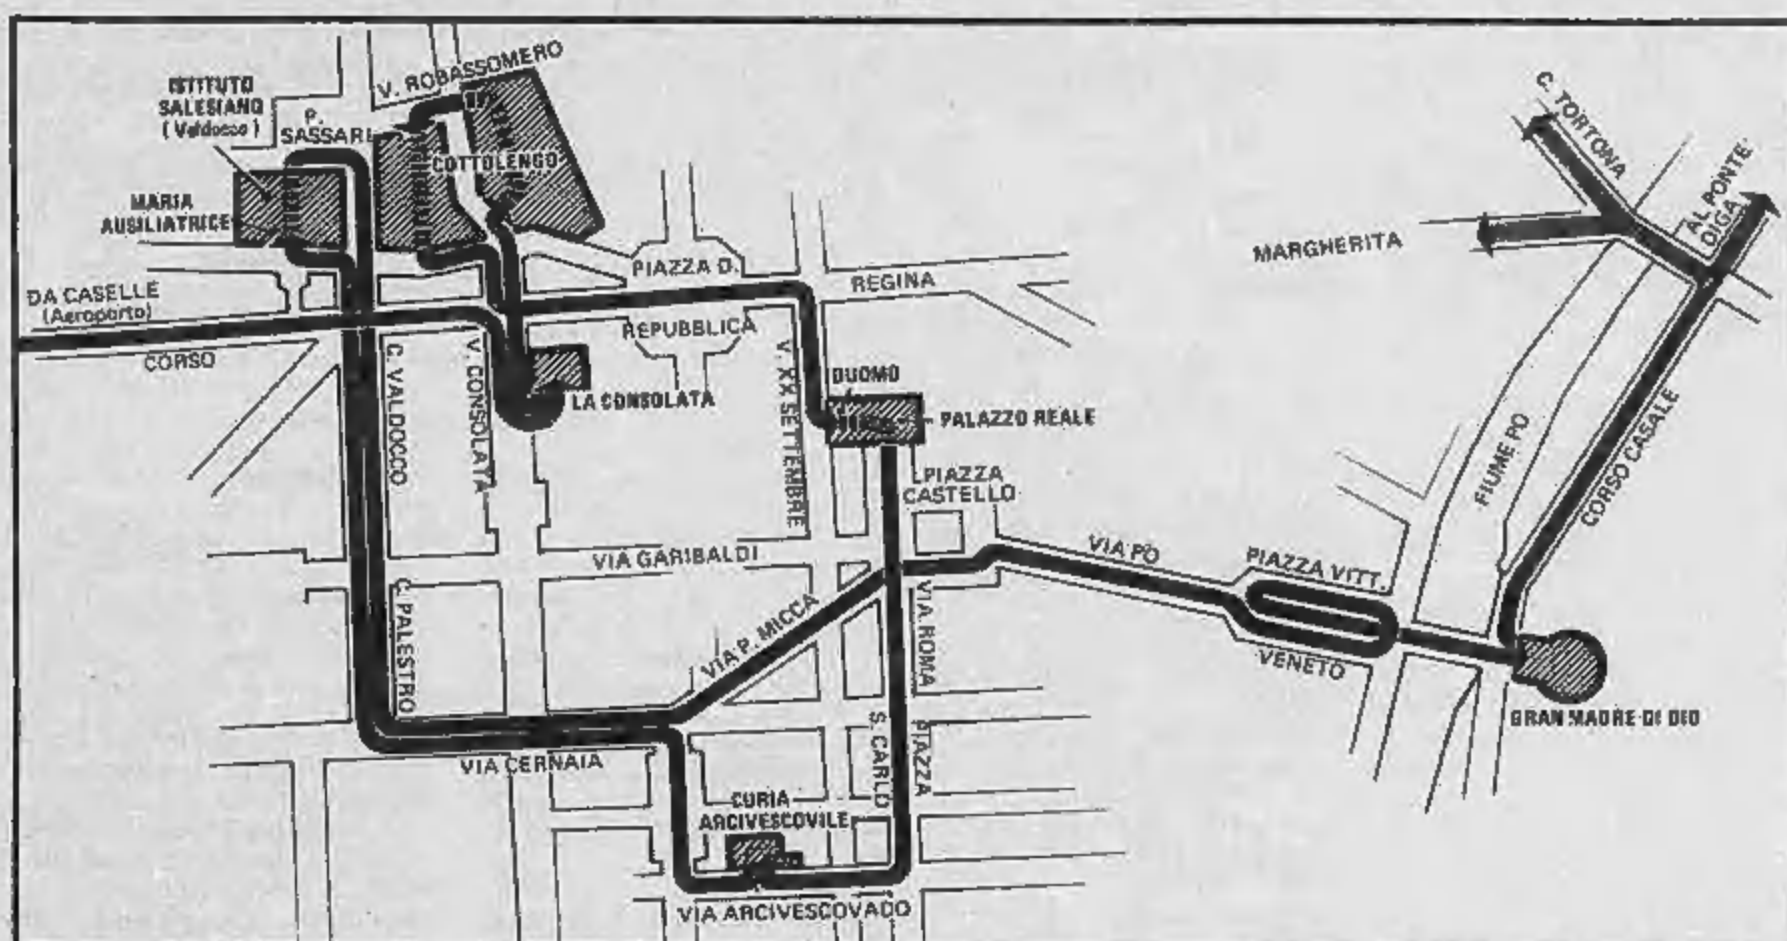 ISTITUTO
SALESIANO
(Valdocco)
V. ROBASSOMERO
P.
SASSARI
COTTOLENGO
MARIA
AUSILIATRICE
C. TORTONA
AL PONTE
DIGA
MARGHERITA
DA CASELLE
(Aeroporto)
CORSO
PIAZZA D.
REPUBBLICA
REGINA
C. VALDOCCO
V. CONSOLATA
LA CONSOLATA
V. XX SETTEMBRE
DUOMO
PALAZZO REALE
PIAZZA
CASTELLO
FIUME PO
CORSO CASALE
VIA GARIBALDI
VIA PO
PIAZZA VITT.
VENETO
C. PALESTRO
VIA P. MICCA
VIA ROMA
GRAN MADRE DI DIO
VIA CERNAIA
S. CARLO
PIAZZA
CURIA
ARCIVESCOVILE
VIA ARCIVESCOVADO